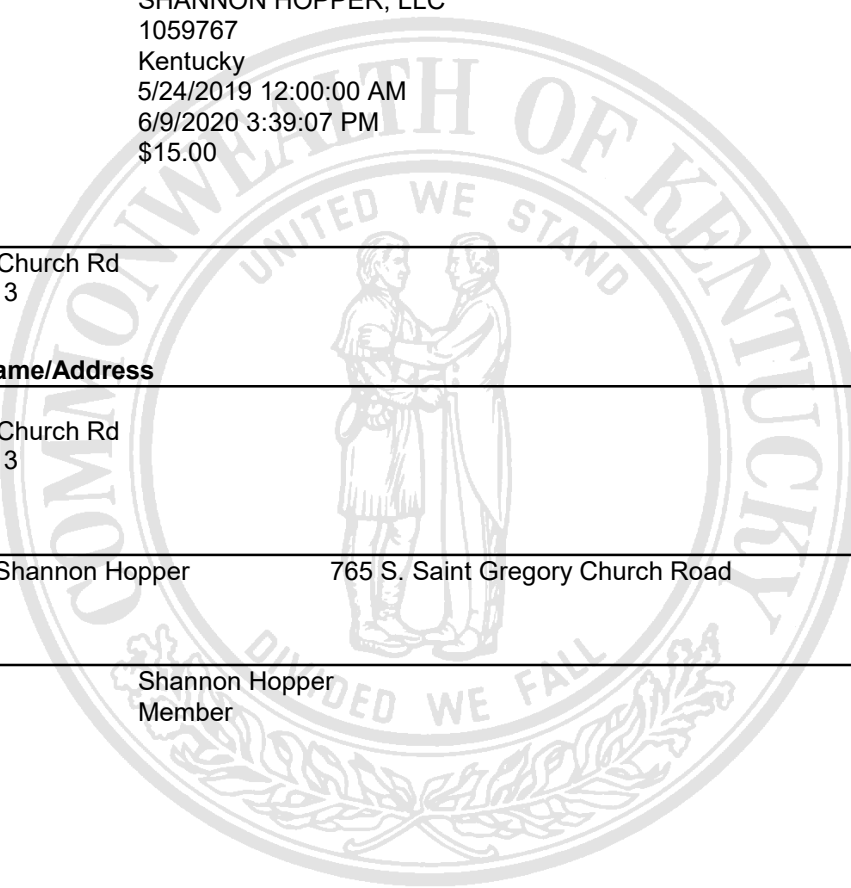 SHANNON HOPPER, LLC
1059767
Kentucky
5/24/2019 12:00:00 AM
6/9/2020 3:39:07 PM
$15.00
Church Rd
3
ame/Address
Church Rd
3
Shannon Hopper 765 S. Saint Gregory Church Road
Shannon Hopper
Member
COMMONWEALTH OF KENTUCKY
UNITED WE STAND
DIVIDED WE FALL